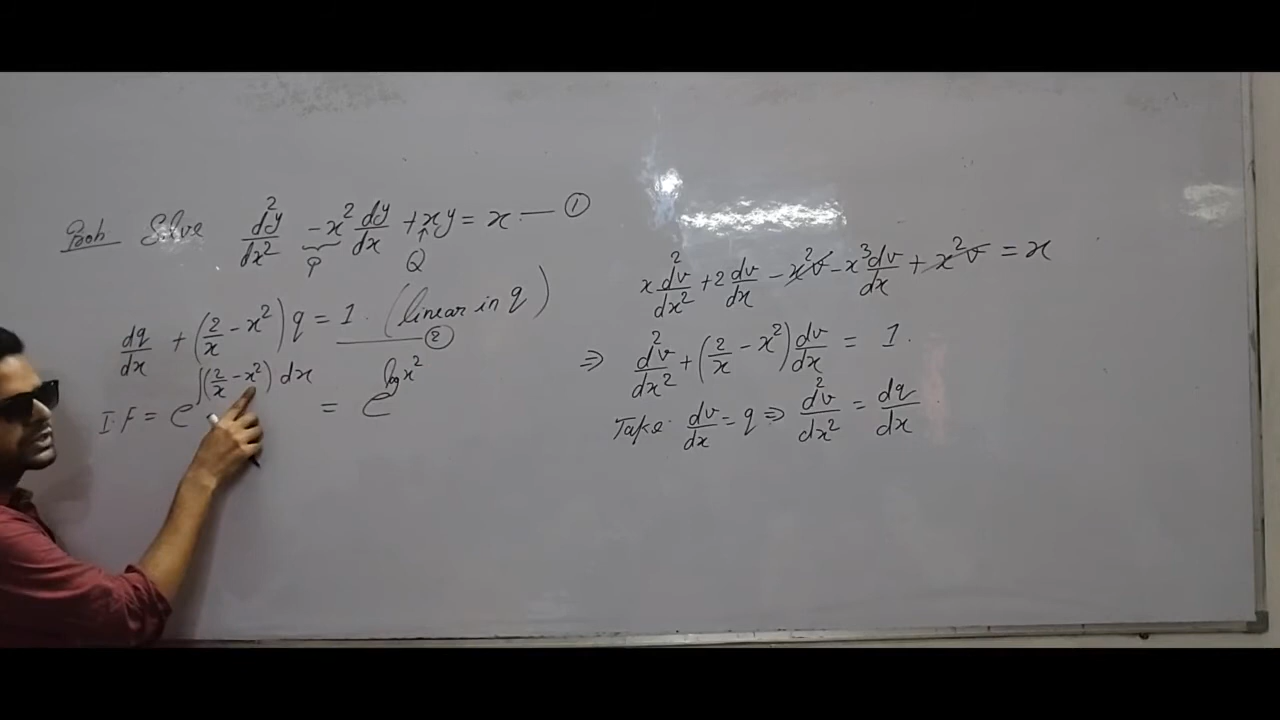 Prob Solve d²y/dx² - x² dy/dx + xy = x — ①
P Q
dq/dx + (2/x - x²) q = 1. (linear in q)
②
I.F = e^∫(2/x - x²) dx = e^log x²
x d²v/dx² + 2 dv/dx - x²v - x³ dv/dx + x²v = x
⇒ d²v/dx² + (2/x - x²) dv/dx = 1.
Take dv/dx = q ⇒ d²v/dx² = dq/dx